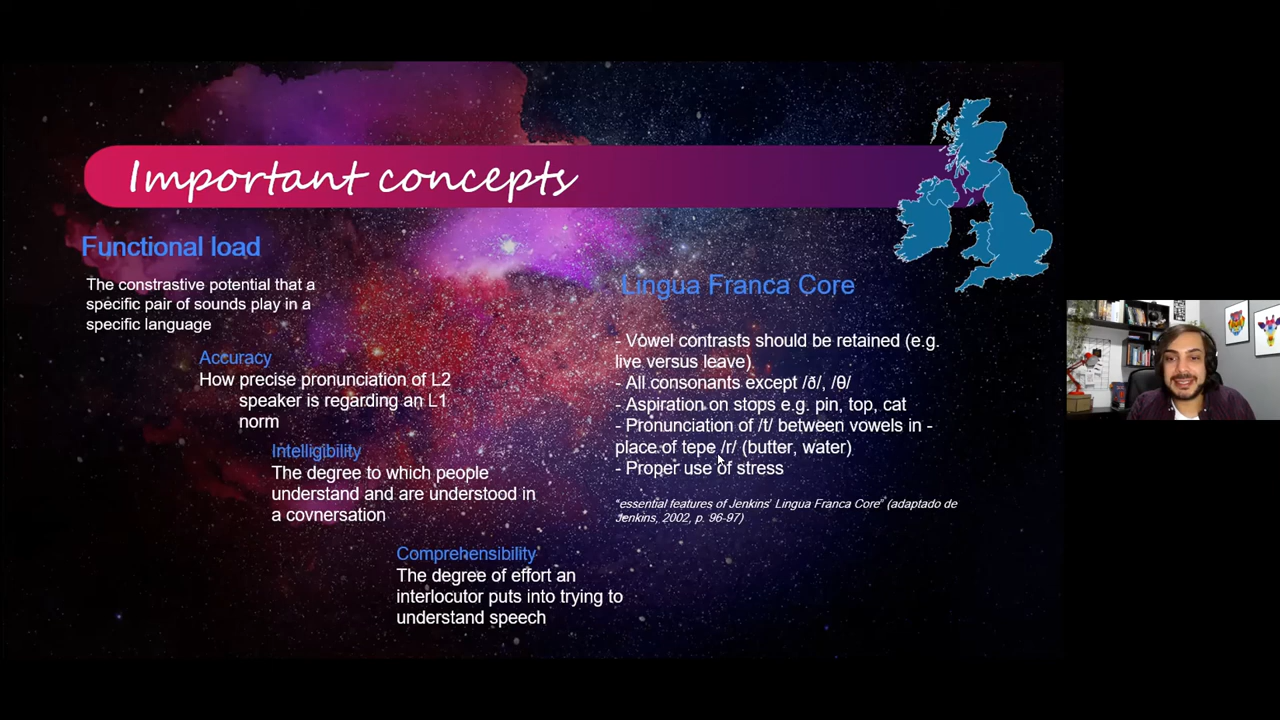 Important concepts
Functional load
The constrastive potential that a
specific pair of sounds play in a
specific language
Accuracy
How precise pronunciation of L2
speaker is regarding an L1
norm
Intelligibility
The degree to which people
understand and are understood in
a covnersation
Comprehensibility
The degree of effort an
interlocutor puts into trying to
understand speech
Lingua Franca Core
- Vowel contrasts should be retained (e.g.
live versus leave).
- All consonants except /ð/, /θ/
- Aspiration on stops e.g. pin, top, cat
- Pronunciation of /t/ between vowels in -
place of tepe /r/ (butter, water)
- Proper use of stress
“essential features of Jenkins’ Lingua Franca Core” (adaptado de
Jenkins, 2002, p. 96-97)